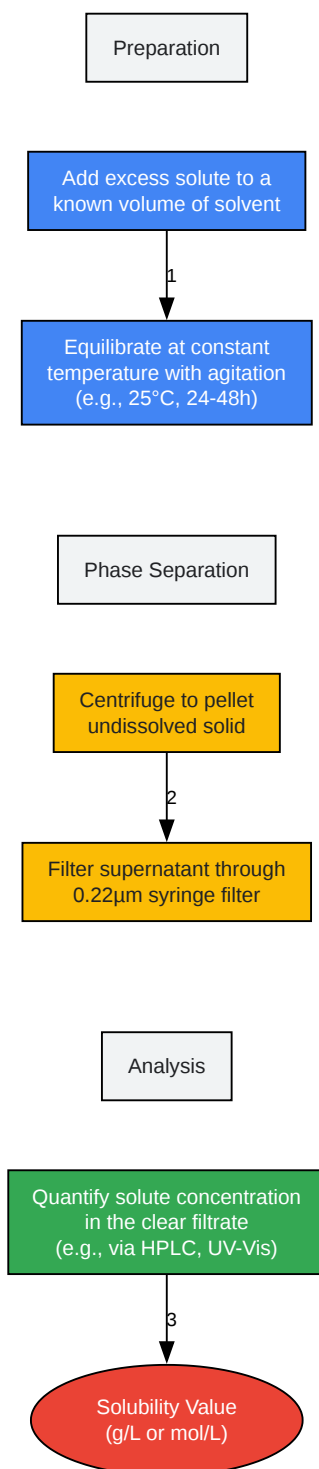 Preparation
Add excess solute to a
known volume of solvent
1
Equilibrate at constant
temperature with agitation
(e.g., 25°C, 24-48h)
Phase Separation
Centrifuge to pellet
undissolved solid
2
Filter supernatant through
0.22µm syringe filter
Analysis
Quantify solute concentration
in the clear filtrate
(e.g., via HPLC, UV-Vis)
3
Solubility Value
(g/L or mol/L)